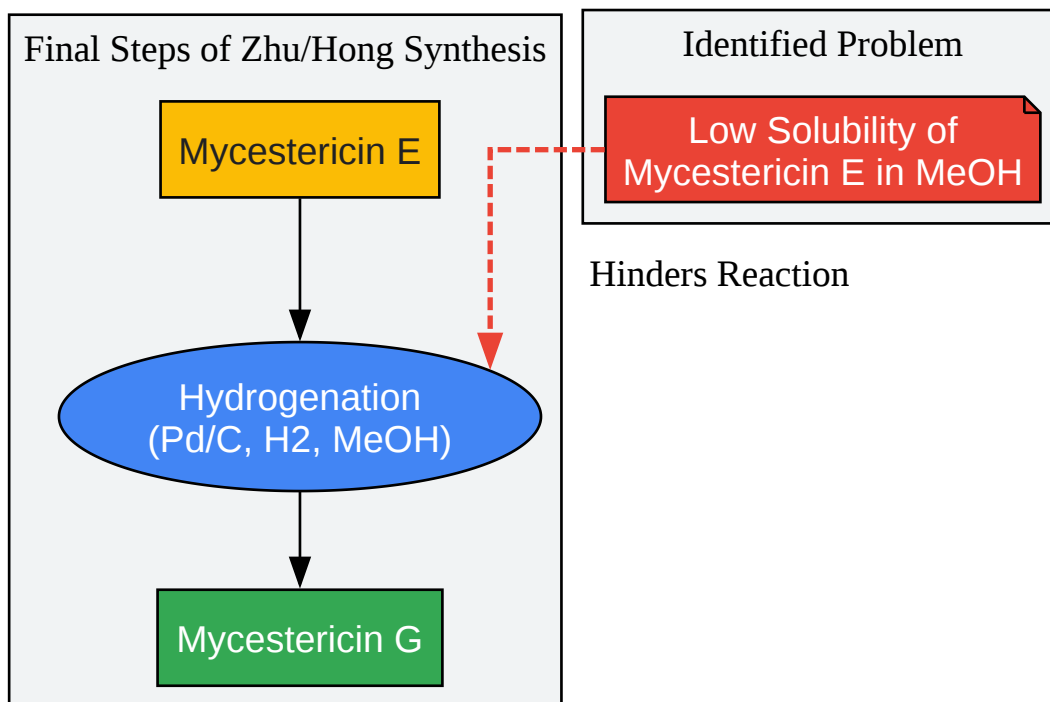 Final Steps of Zhu/Hong Synthesis
Mycestericin E
Hydrogenation
(Pd/C, H2, MeOH)
Mycestericin G
Identified Problem
Low Solubility of
Mycestericin E in MeOH
Hinders Reaction